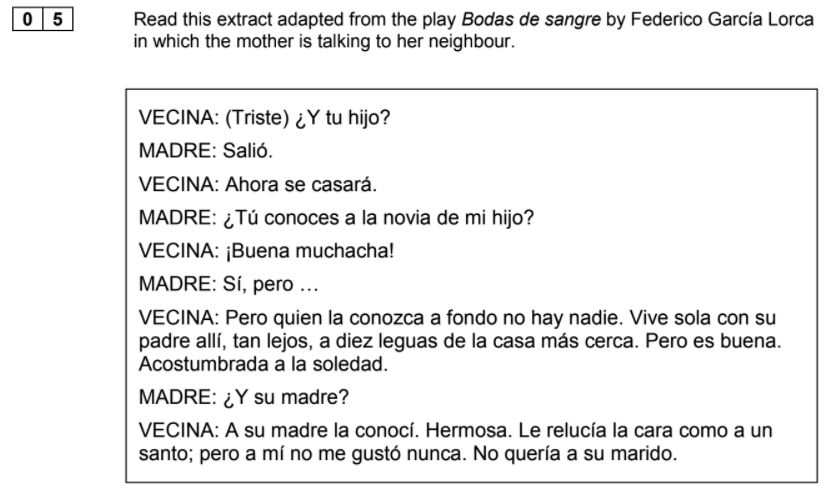 0 5 Read this extract adapted from the play Bodas de sangre by Federico García Lorca
in which the mother is talking to her neighbour.
VECINA: (Triste) ¿Y tu hijo?
MADRE: Salió.
VECINA: Ahora se casará.
MADRE: ¿Tú conoces a la novia de mi hijo?
VECINA: ¡Buena muchacha!
MADRE: Sí, pero …
VECINA: Pero quien la conozca a fondo no hay nadie. Vive sola con su
padre allí, tan lejos, a diez leguas de la casa más cerca. Pero es buena.
Acostumbrada a la soledad.
MADRE: ¿Y su madre?
VECINA: A su madre la conocí. Hermosa. Le relucía la cara como a un
santo; pero a mí no me gustó nunca. No quería a su marido.